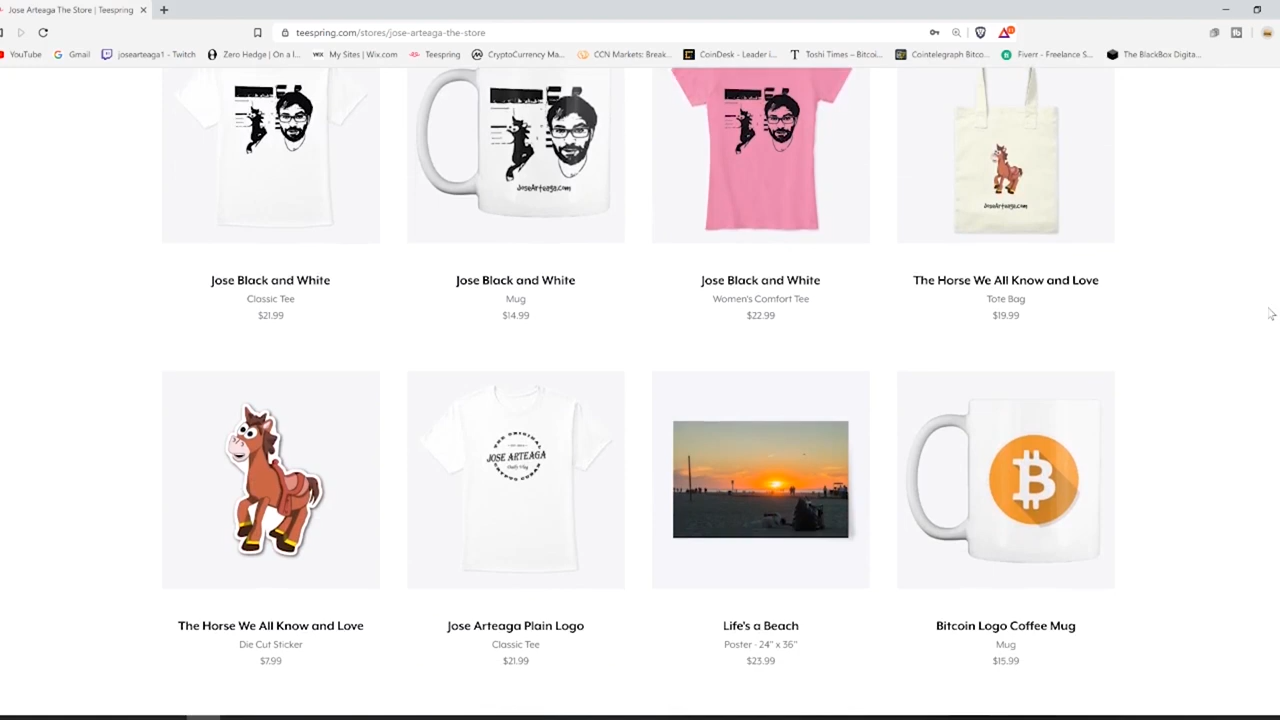 Jose Arteaga The Store | Teespring
teespring.com/stores/jose-arteaga-the-store
YouTube
Gmail
josearteaga1 - Twitch
Zero Hedge | On a l...
My Sites | Wix.com
Teespring
CryptoCurrency Ma...
CCN Markets: Break...
CoinDesk - Leader i...
Toshi Times – Bitcoi...
Cointelegraph Bitco...
Fiverr - Freelance S...
The BlackBox Digita...
JoseArteaga.com
JoseArteaga.com
Jose Black and White
Classic Tee
$21.99
Jose Black and White
Mug
$14.99
Jose Black and White
Women's Comfort Tee
$22.99
The Horse We All Know and Love
Tote Bag
$19.99
THE ORIGINAL
JOSE ARTEAGA
Daily Vlog
CRYPTO CUBAN
The Horse We All Know and Love
Die Cut Sticker
$7.99
Jose Arteaga Plain Logo
Classic Tee
$21.99
Life's a Beach
Poster - 24" x 36"
$23.99
Bitcoin Logo Coffee Mug
Mug
$15.99